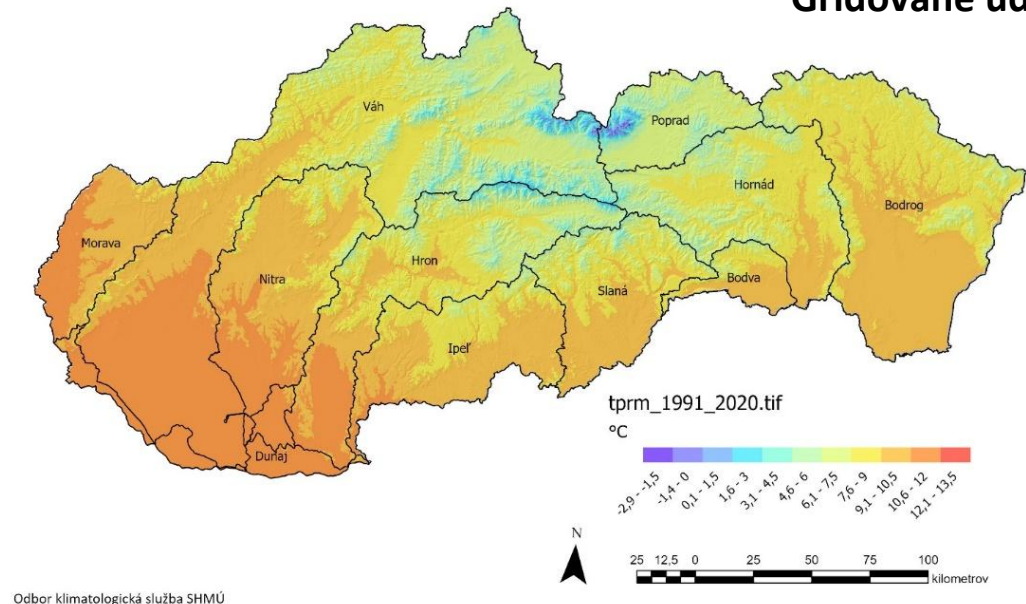 Gridované úd
Váh
Poprad
Hornád
Bodrog
Morava
Nitra
Hron
Slaná
Bodva
Ipeľ
Dunaj
tprm_1991_2020.tif
°C
-2,9 - -1,5
-1,4 - 0
0,1 - 1,5
1,6 - 3
3,1 - 4,5
4,6 - 6
6,1 - 7,5
7,6 - 9
9,1 - 10,5
10,6 - 12
12,1 - 13,5
N
25 12,5 0 25 50 75 100
kilometrov
Odbor klimatologická služba SHMÚ